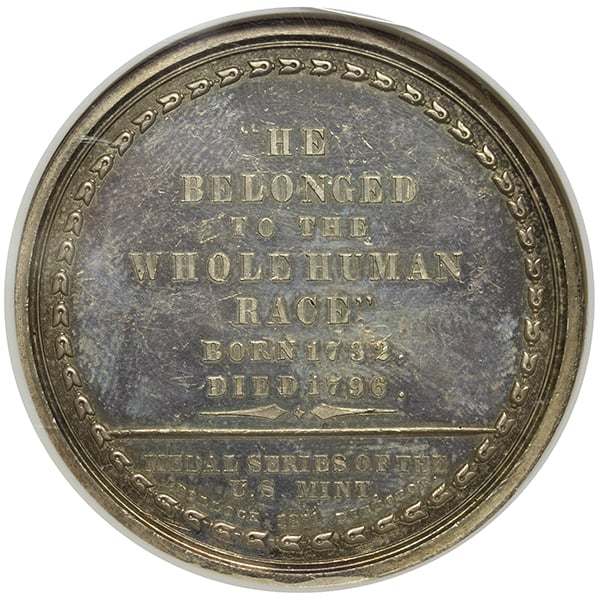 "HE
BELONGED
TO THE
WHOLE HUMAN
RACE"
BORN 1732.
DIED 1796.
MEDAL SERIES OF THE
U.S MINT.